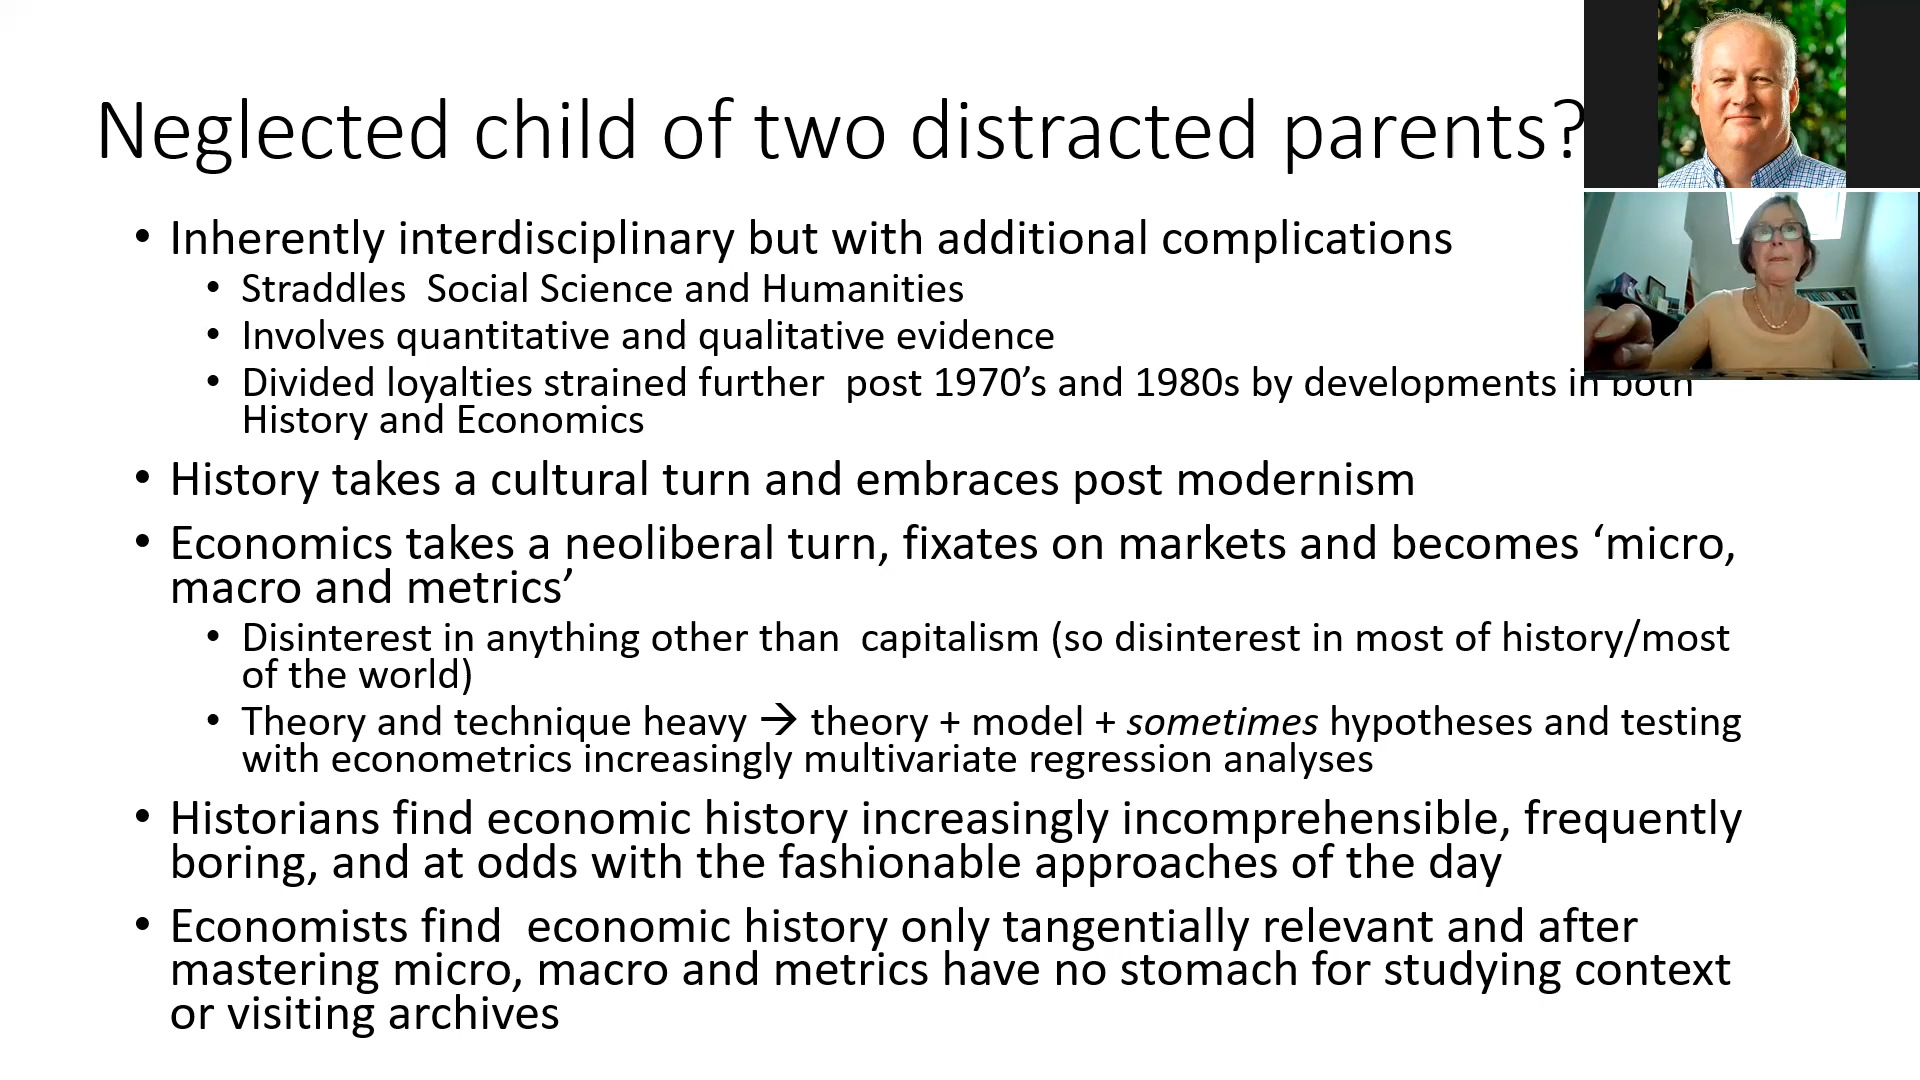 Neglected child of two distracted parents?
• Inherently interdisciplinary but with additional complications
• Straddles  Social Science and Humanities
• Involves quantitative and qualitative evidence
• Divided loyalties strained further  post 1970’s and 1980s by developments in both
History and Economics
• History takes a cultural turn and embraces post modernism
• Economics takes a neoliberal turn, fixates on markets and becomes ‘micro,
macro and metrics’
• Disinterest in anything other than  capitalism (so disinterest in most of history/most
of the world)
• Theory and technique heavy → theory + model + sometimes hypotheses and testing
with econometrics increasingly multivariate regression analyses
• Historians find economic history increasingly incomprehensible, frequently
boring, and at odds with the fashionable approaches of the day
• Economists find  economic history only tangentially relevant and after
mastering micro, macro and metrics have no stomach for studying context
or visiting archives